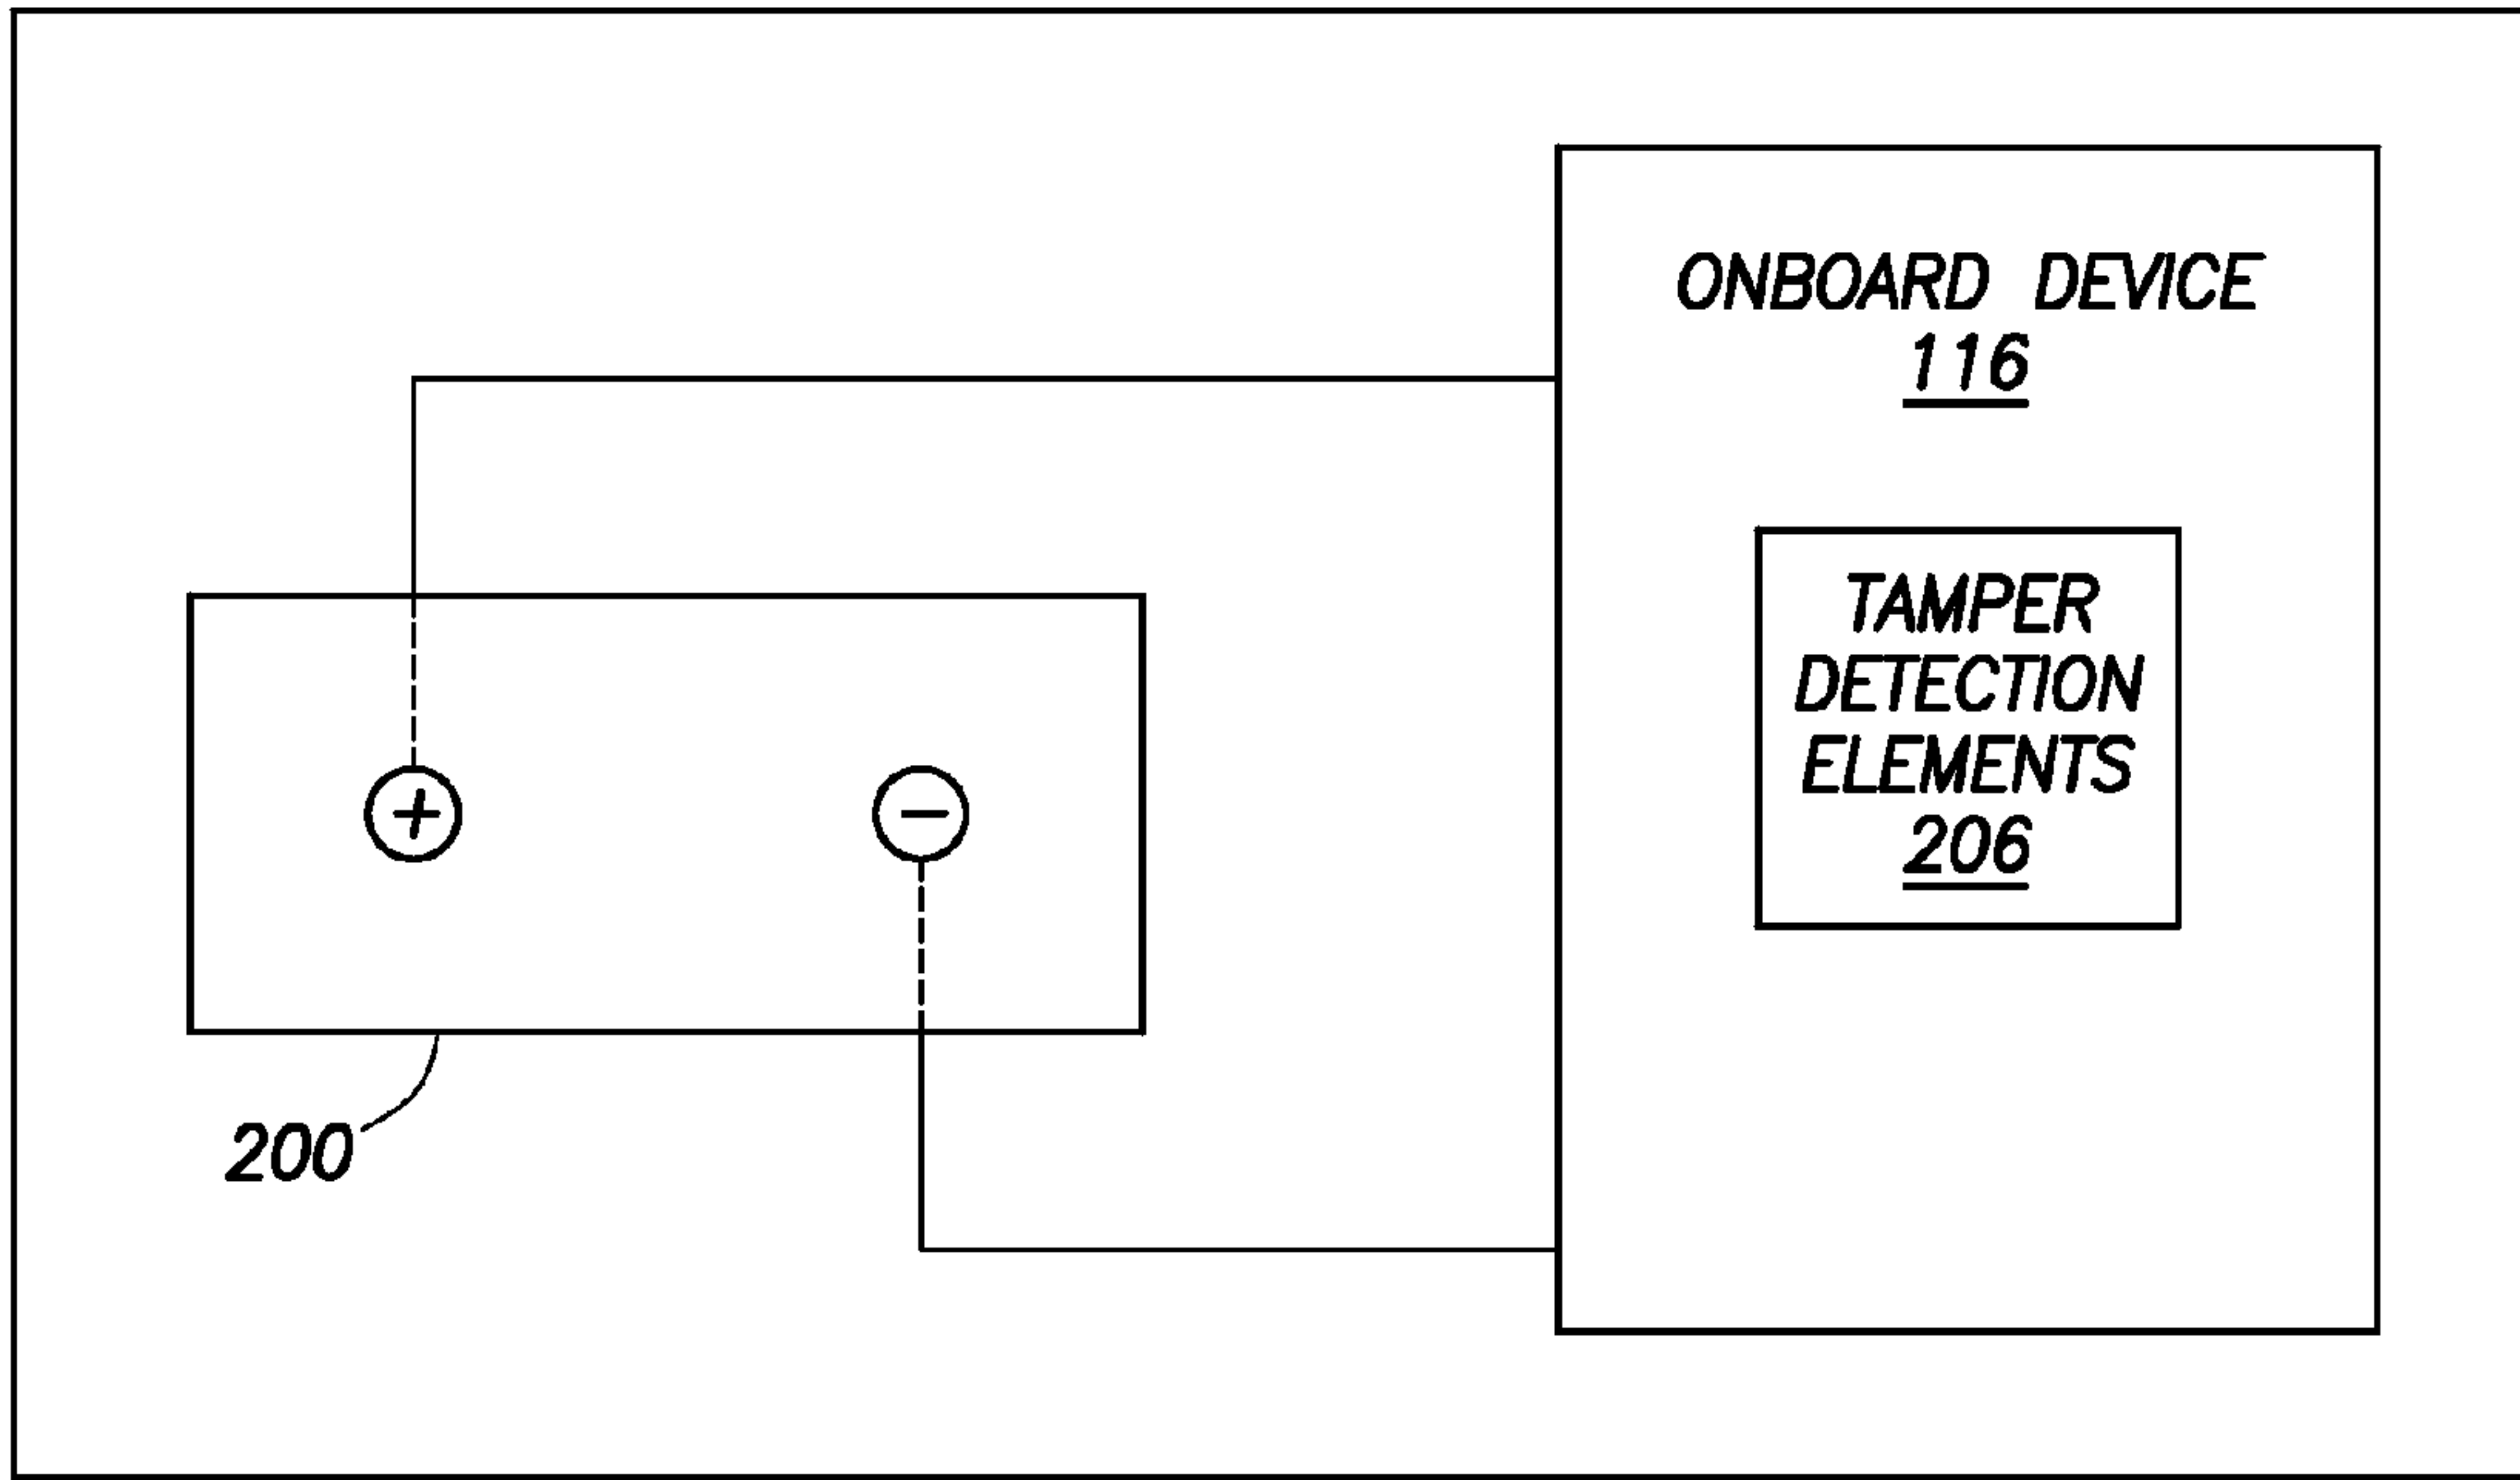 ONBOARD DEVICE
116
TAMPER
DETECTION
ELEMENTS
206
+
−
200